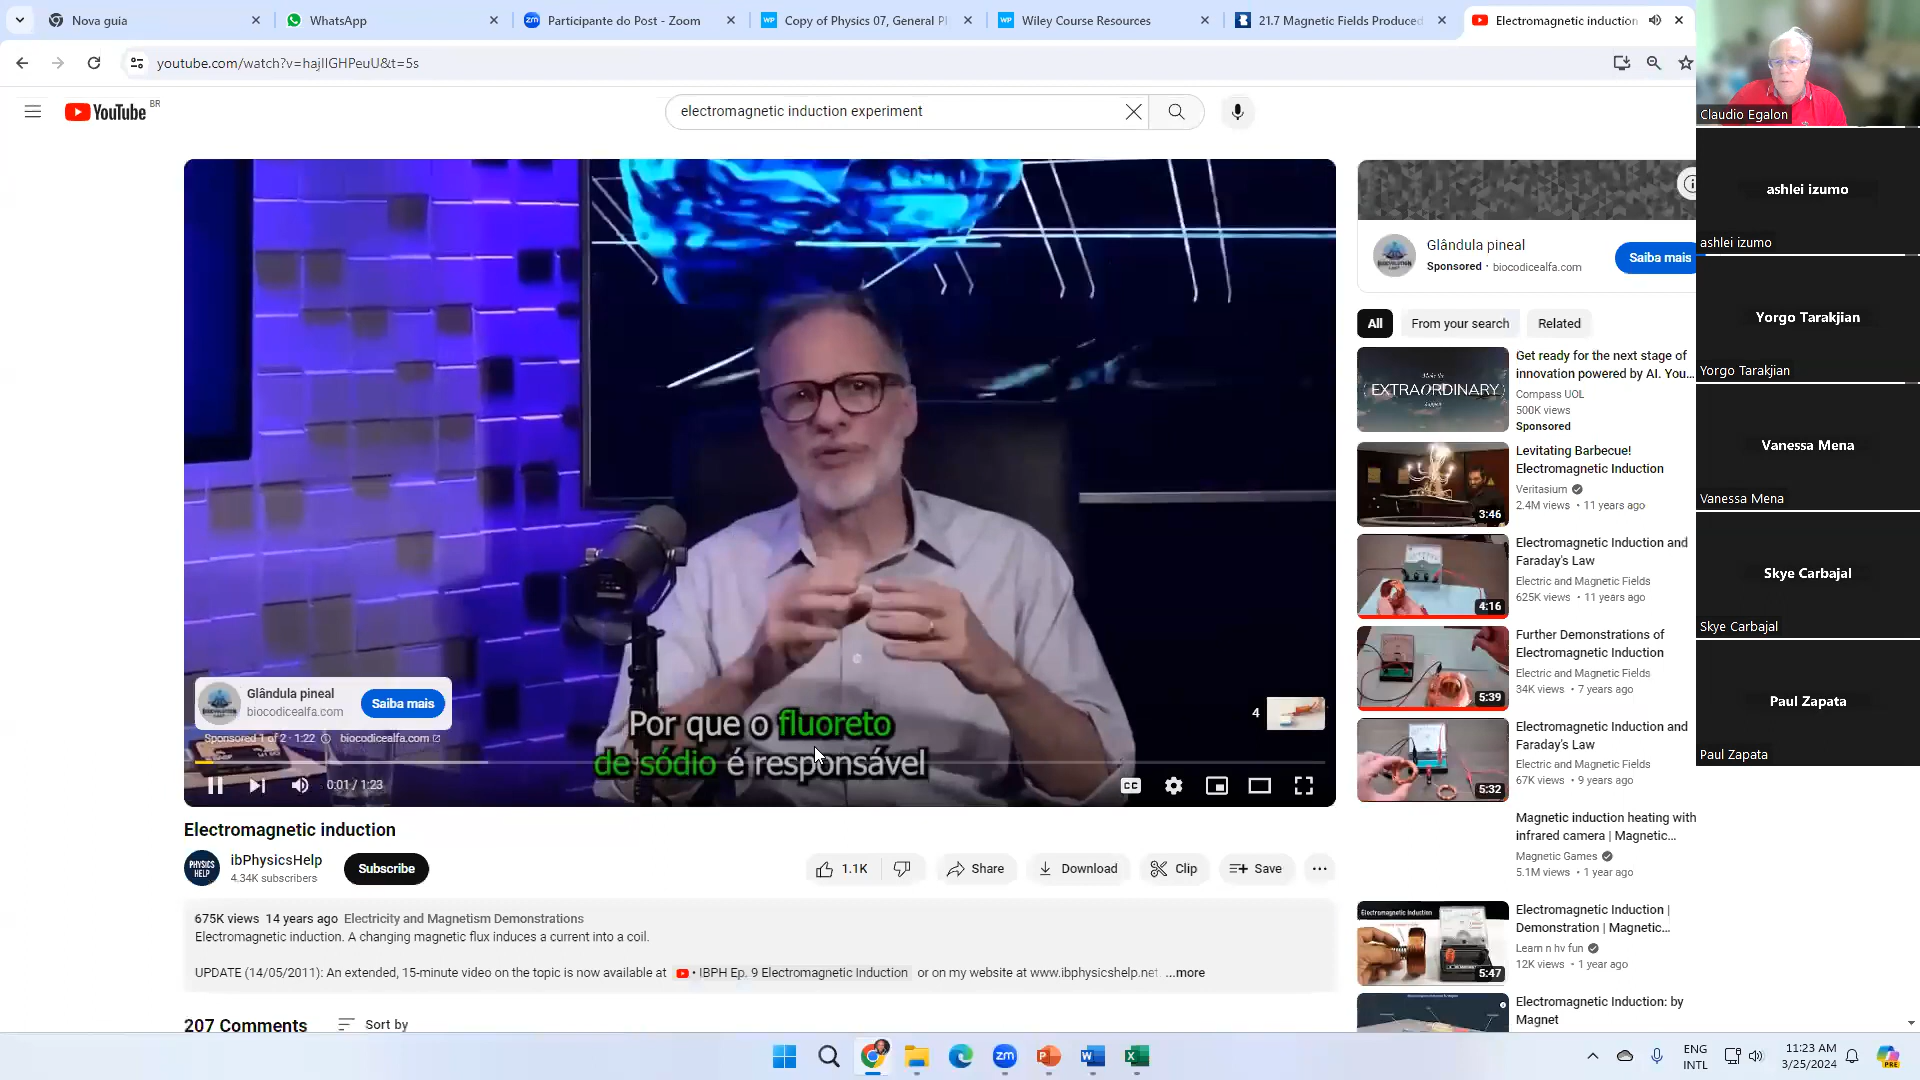 Nova guia
WhatsApp
Participante do Post - Zoom
Copy of Physics 07, General Pl
Wiley Course Resources
21.7 Magnetic Fields Produced
Electromagnetic induction
youtube.com/watch?v=hajIIGHPeuU&t=5s
YouTube
BR
electromagnetic induction experiment
Por que o fluoreto
de sódio é responsável
Glândula pineal
biocodicealfa.com
Saiba mais
Sponsored 1 of 2 · 1:22
biocodicealfa.com
4
0:01 / 1:23
CC
Electromagnetic induction
PHYSICS
HELP
ibPhysicsHelp
4.34K subscribers
Subscribe
1.1K
Share
Download
Clip
Save
675K views 14 years ago Electricity and Magnetism Demonstrations
Electromagnetic induction. A changing magnetic flux induces a current into a coil.
UPDATE (14/05/2011): An extended, 15-minute video on the topic is now available at • IBPH Ep. 9 Electromagnetic Induction or on my website at www.ibphysicshelp.net ...more
207 Comments
Sort by
Glândula pineal
Sponsored · biocodicealfa.com
Saiba mais
All
From your search
Related
EXTRAORDINARY
Get ready for the next stage of
innovation powered by AI. You...
Compass UOL
500K views
Sponsored
3:46
Levitating Barbecue!
Electromagnetic Induction
Veritasium
2.4M views • 11 years ago
4:16
Electromagnetic Induction and
Faraday's Law
Electric and Magnetic Fields
625K views • 11 years ago
5:39
Further Demonstrations of
Electromagnetic Induction
Electric and Magnetic Fields
34K views • 7 years ago
5:32
Electromagnetic Induction and
Faraday's Law
Electric and Magnetic Fields
67K views • 9 years ago
Magnetic induction heating with
infrared camera | Magnetic...
Magnetic Games
5.1M views • 1 year ago
Electromagnetic Induction
5:47
Electromagnetic Induction |
Demonstration | Magnetic...
Learn n hv fun
12K views • 1 year ago
Electromagnetic Induction: by
Magnet
Claudio Egalon
ashlei izumo
ashlei izumo
Yorgo Tarakjian
Yorgo Tarakjian
Vanessa Mena
Vanessa Mena
Skye Carbajal
Skye Carbajal
Paul Zapata
Paul Zapata
ENG
INTL
11:23 AM
3/25/2024